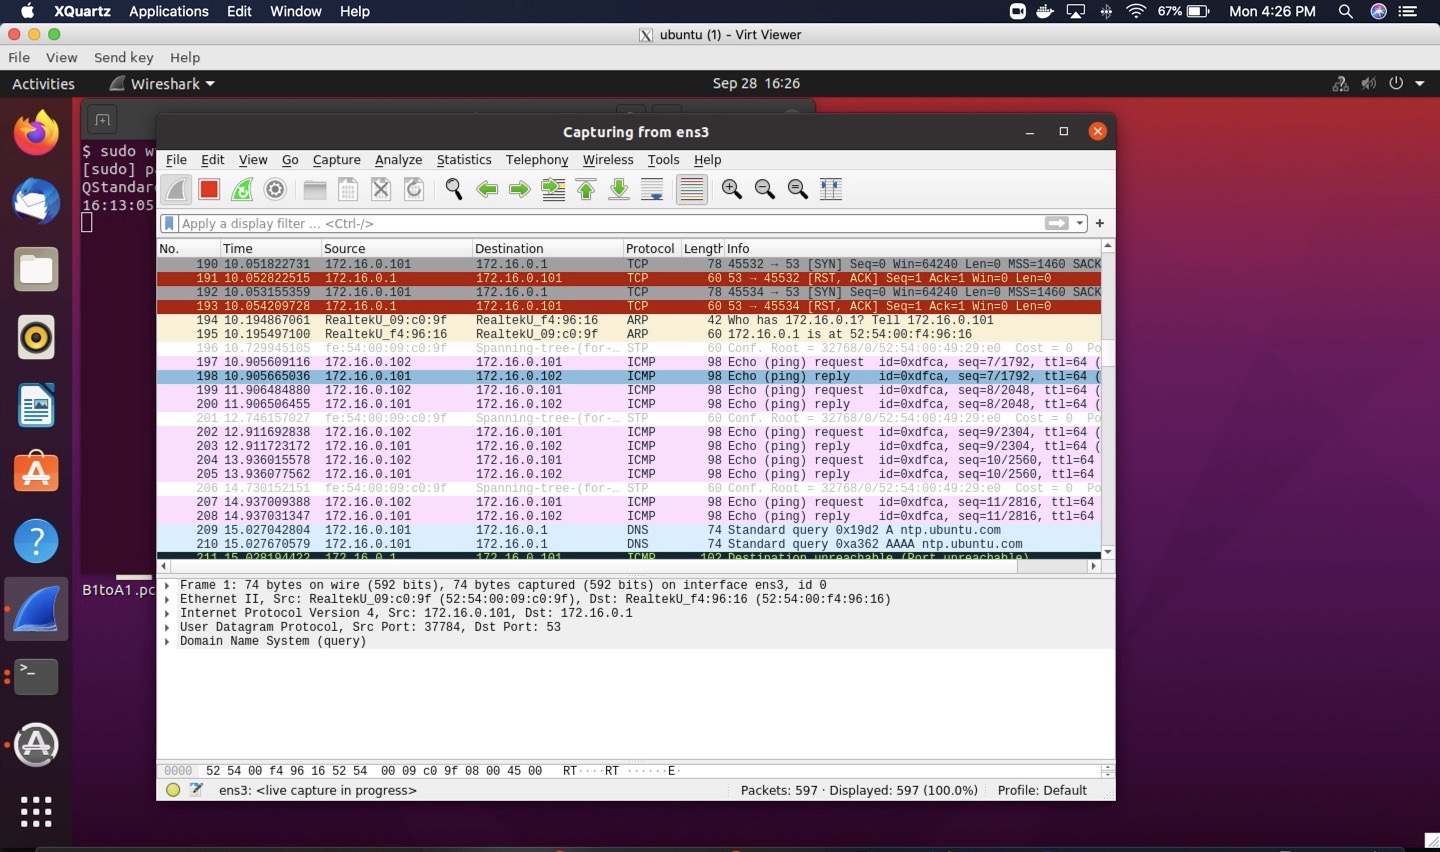 XQuartz Applications Edit Window Help 67% Mon 4:26 PM
ubuntu (1) - Virt Viewer
File View Send key Help
Activities Wireshark Sep 28 16:26
$ sudo w
[sudo] p
QStandar
16:13:05
B1toA1.pc
Capturing from ens3
File Edit View Go Capture Analyze Statistics Telephony Wireless Tools Help
Apply a display filter … <Ctrl-/>
No. Time Source Destination Protocol Length Info
190 10.051822731 172.16.0.101 172.16.0.1 TCP 78 45532 → 53 [SYN] Seq=0 Win=64240 Len=0 MSS=1460 SACK
191 10.052822515 172.16.0.1 172.16.0.101 TCP 60 53 → 45532 [RST, ACK] Seq=1 Ack=1 Win=0 Len=0
192 10.053155359 172.16.0.101 172.16.0.1 TCP 78 45534 → 53 [SYN] Seq=0 Win=64240 Len=0 MSS=1460 SACK
193 10.054209728 172.16.0.1 172.16.0.101 TCP 60 53 → 45534 [RST, ACK] Seq=1 Ack=1 Win=0 Len=0
194 10.194867061 RealtekU_09:c0:9f RealtekU_f4:96:16 ARP 42 Who has 172.16.0.1? Tell 172.16.0.101
195 10.195497100 RealtekU_f4:96:16 RealtekU_09:c0:9f ARP 60 172.16.0.1 is at 52:54:00:f4:96:16
196 10.729945105 fe:54:00:09:c0:9f Spanning-tree-(for-… STP 60 Conf. Root = 32768/0/52:54:00:49:29:e0 Cost = 0 Po
197 10.905609116 172.16.0.102 172.16.0.101 ICMP 98 Echo (ping) request id=0xdfca, seq=7/1792, ttl=64 (
198 10.905665036 172.16.0.101 172.16.0.102 ICMP 98 Echo (ping) reply id=0xdfca, seq=7/1792, ttl=64 (
199 11.906484880 172.16.0.102 172.16.0.101 ICMP 98 Echo (ping) request id=0xdfca, seq=8/2048, ttl=64 (
200 11.906506455 172.16.0.101 172.16.0.102 ICMP 98 Echo (ping) reply id=0xdfca, seq=8/2048, ttl=64 (
201 12.746157027 fe:54:00:09:c0:9f Spanning-tree-(for-… STP 60 Conf. Root = 32768/0/52:54:00:49:29:e0 Cost = 0 Po
202 12.911692838 172.16.0.102 172.16.0.101 ICMP 98 Echo (ping) request id=0xdfca, seq=9/2304, ttl=64 (
203 12.911723172 172.16.0.101 172.16.0.102 ICMP 98 Echo (ping) reply id=0xdfca, seq=9/2304, ttl=64 (
204 13.936015578 172.16.0.102 172.16.0.101 ICMP 98 Echo (ping) request id=0xdfca, seq=10/2560, ttl=64
205 13.936077562 172.16.0.101 172.16.0.102 ICMP 98 Echo (ping) reply id=0xdfca, seq=10/2560, ttl=64
206 14.730152151 fe:54:00:09:c0:9f Spanning-tree-(for-… STP 60 Conf. Root = 32768/0/52:54:00:49:29:e0 Cost = 0 Po
207 14.937009388 172.16.0.102 172.16.0.101 ICMP 98 Echo (ping) request id=0xdfca, seq=11/2816, ttl=64
208 14.937031347 172.16.0.101 172.16.0.102 ICMP 98 Echo (ping) reply id=0xdfca, seq=11/2816, ttl=64
209 15.027042804 172.16.0.101 172.16.0.1 DNS 74 Standard query 0x19d2 A ntp.ubuntu.com
210 15.027670579 172.16.0.101 172.16.0.1 DNS 74 Standard query 0xa362 AAAA ntp.ubuntu.com
211 15.028194422 172.16.0.1 172.16.0.101 ICMP 102 Destination unreachable (Port unreachable)
Frame 1: 74 bytes on wire (592 bits), 74 bytes captured (592 bits) on interface ens3, id 0
Ethernet II, Src: RealtekU_09:c0:9f (52:54:00:09:c0:9f), Dst: RealtekU_f4:96:16 (52:54:00:f4:96:16)
Internet Protocol Version 4, Src: 172.16.0.101, Dst: 172.16.0.1
User Datagram Protocol, Src Port: 37784, Dst Port: 53
Domain Name System (query)
0000 52 54 00 f4 96 16 52 54 00 09 c0 9f 08 00 45 00 RT····RT ······E·
ens3: <live capture in progress> Packets: 597 · Displayed: 597 (100.0%) Profile: Default